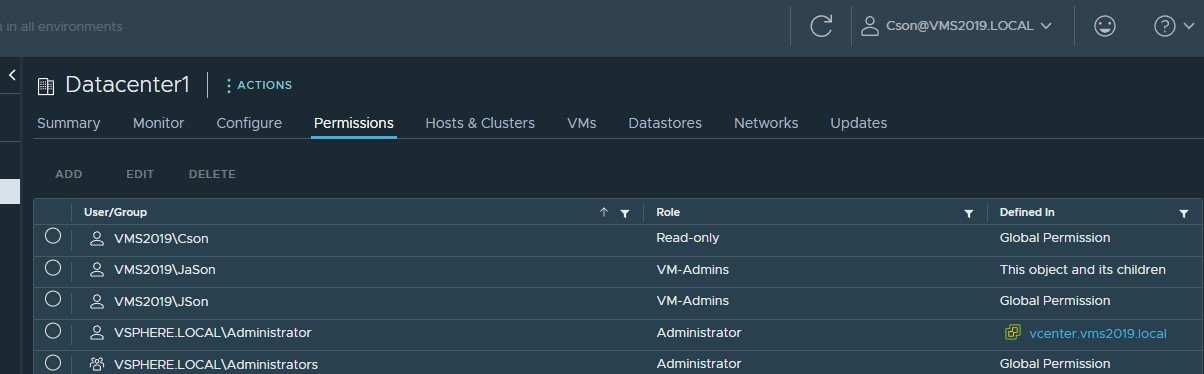 in all environments
Cson@VMS2019.LOCAL
Datacenter1
ACTIONS
Summary Monitor Configure Permissions Hosts & Clusters VMs Datastores Networks Updates
ADD EDIT DELETE
User/Group Role Defined In
VMS2019\Cson Read-only Global Permission
VMS2019\JaSon VM-Admins This object and its children
VMS2019\JSon VM-Admins Global Permission
VSPHERE.LOCAL\Administrator Administrator vcenter.vms2019.local
VSPHERE.LOCAL\Administrators Administrator Global Permission